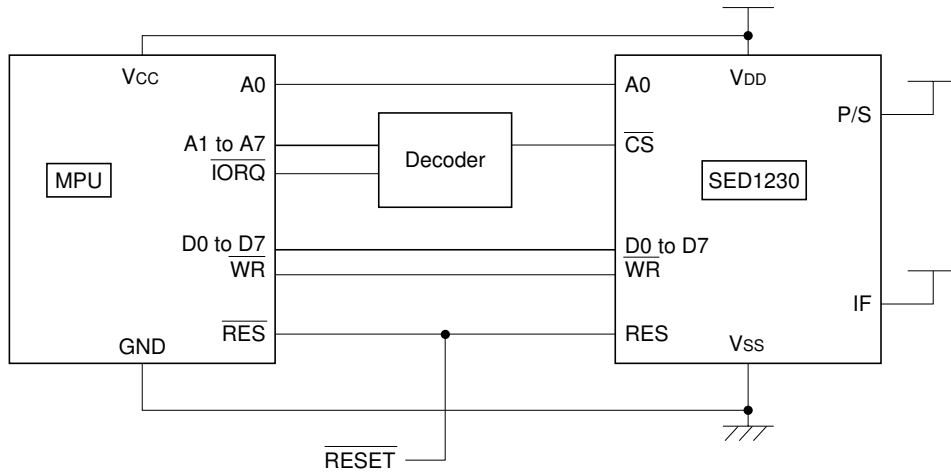 VCC
VDD
A0
A0
P/S
A1 to A7
IORQ
Decoder
CS
MPU
SED1230
D0 to D7
D0 to D7
WR
WR
IF
RES
RES
GND
VSS
RESET